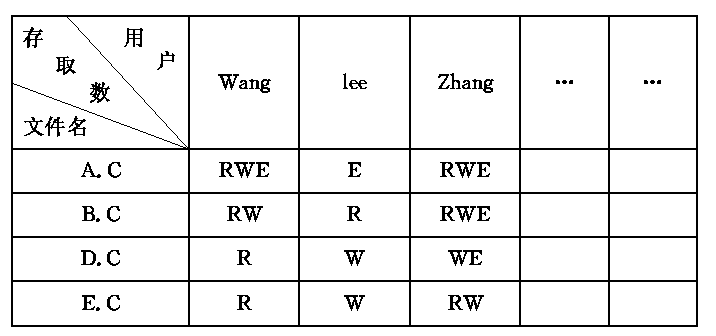 存取数 用户 文件名 Wang lee Zhang … …
A. C RWE E RWE
B. C RW R RWE
D. C R W WE
E. C R W RW